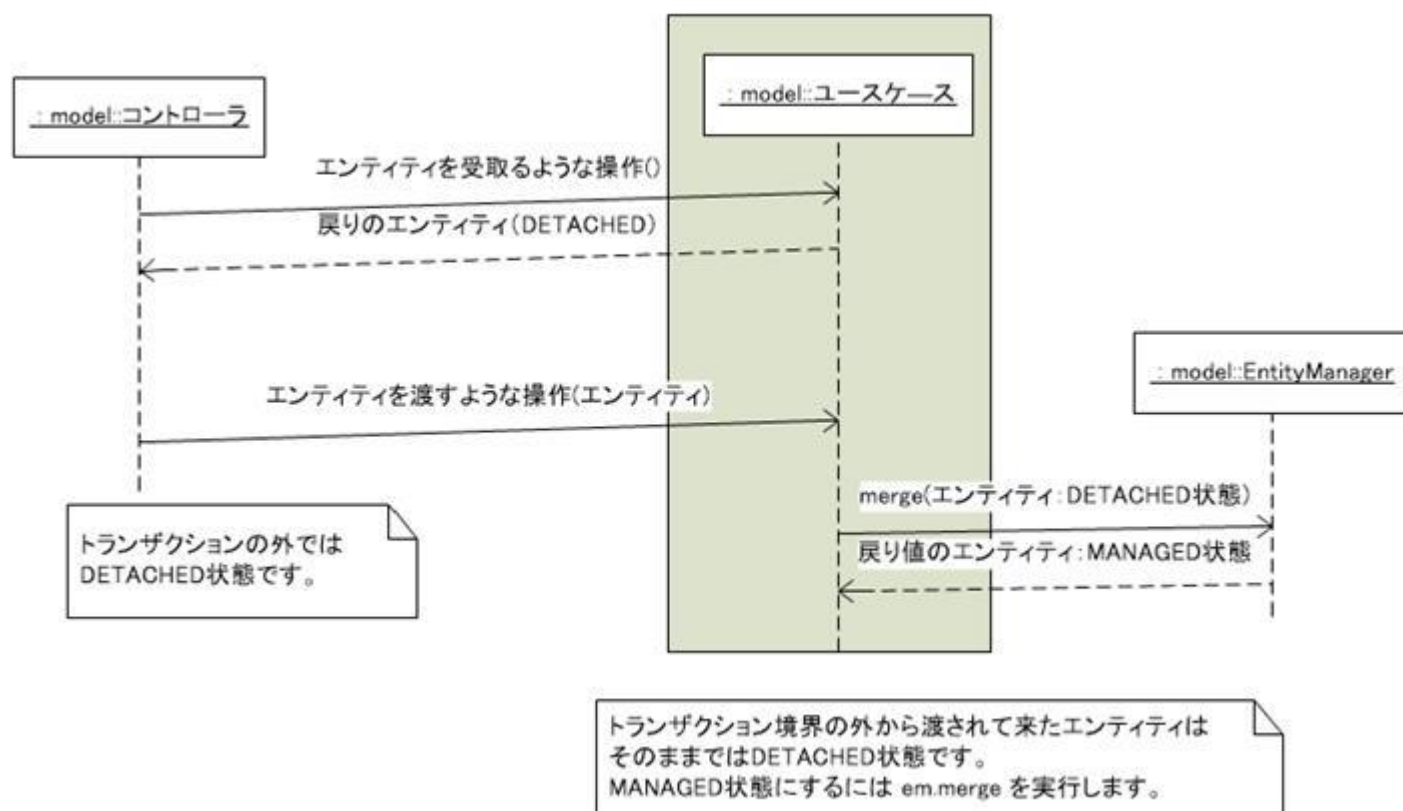 : model::コントローラ
: model::ユースケース
エンティティを受取るような操作()
戻りのエンティティ(DETACHED)
: model::EntityManager
エンティティを渡すような操作(エンティティ)
merge(エンティティ:DETACHED状態)
戻り値のエンティティ:MANAGED状態
トランザクションの外では
DETACHED状態です。
トランザクション境界の外から渡されて来たエンティティは
そのままではDETACHED状態です。
MANAGED状態にするには em.merge を実行します。